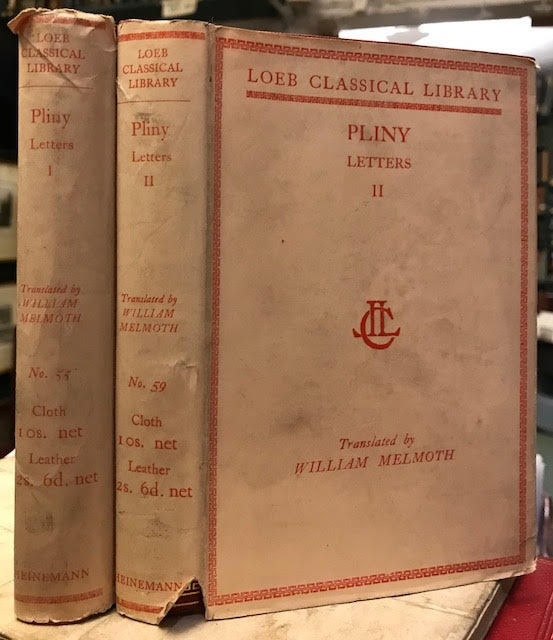 LOEB
CLASSICAL
LIBRARY
Pliny
Letters
I
Translated by
WILLIAM
MELMOTH
No. 55
Cloth
10s. net
Leather
2s. 6d. net
HEINEMANN
LOEB
CLASSICAL
LIBRARY
Pliny
Letters
II
Translated by
WILLIAM
MELMOTH
No. 59
Cloth
10s. net
Leather
2s. 6d. net
HEINEMANN
LOEB CLASSICAL LIBRARY
PLINY
LETTERS
II
LCL
Translated by
WILLIAM MELMOTH